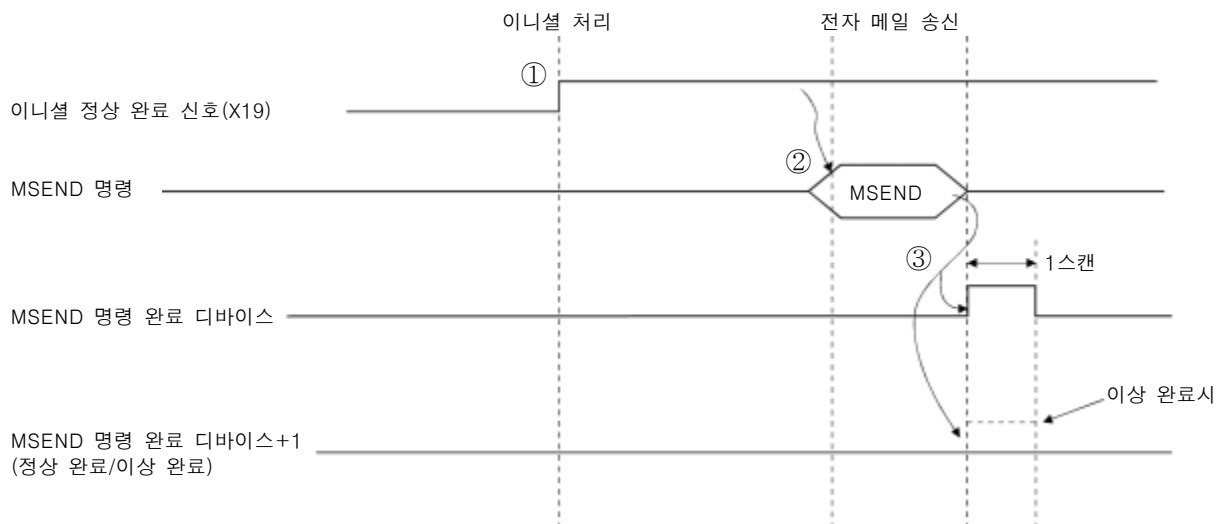 이니셜 처리
전자 메일 송신
①
이니셜 정상 완료 신호(X19)
②
MSEND 명령
MSEND
③
1스캔
MSEND 명령 완료 디바이스
이상 완료시
MSEND 명령 완료 디바이스+1
(정상 완료/이상 완료)